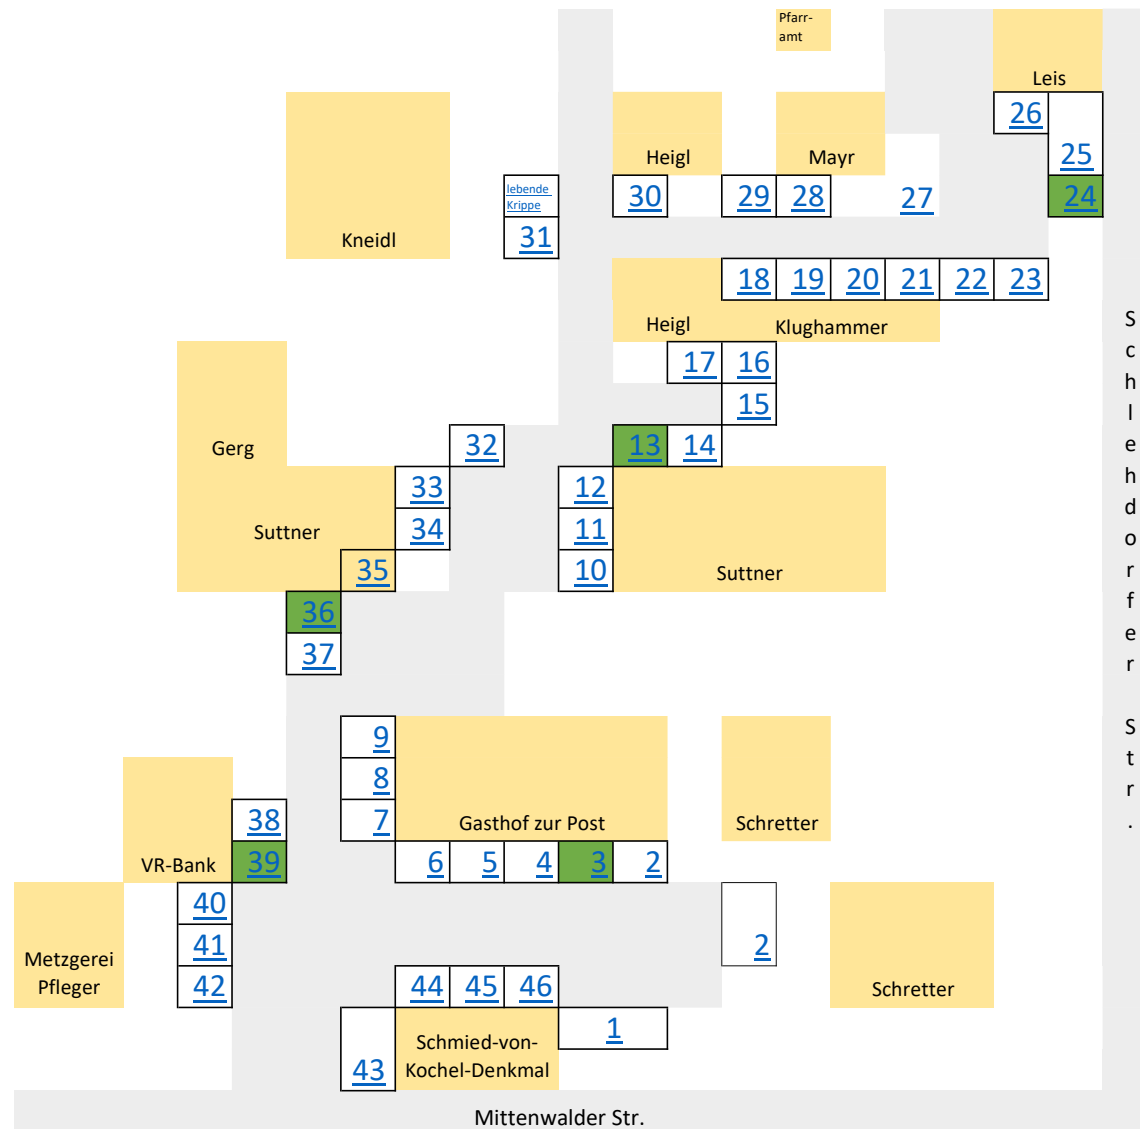 Pfarr-
amt
Leis
26
Heigl
Mayr
25
lebende
Krippe
30
29
28
27
24
Kneidl
31
18
19
20
21
22
23
Heigl
Klughammer
17
16
15
Gerg
32
13
14
33
12
Suttner
34
11
35
10
Suttner
36
37
9
8
7
Gasthof zur Post
Schretter
38
VR-Bank
39
6
5
4
3
2
40
Metzgerei
Pfleger
41
2
42
44
45
46
Schretter
1
Schmied-von-
Kochel-Denkmal
43
Mittenwalder Str.
S
c
h
l
e
h
d
o
r
f
e
r
S
t
r
.